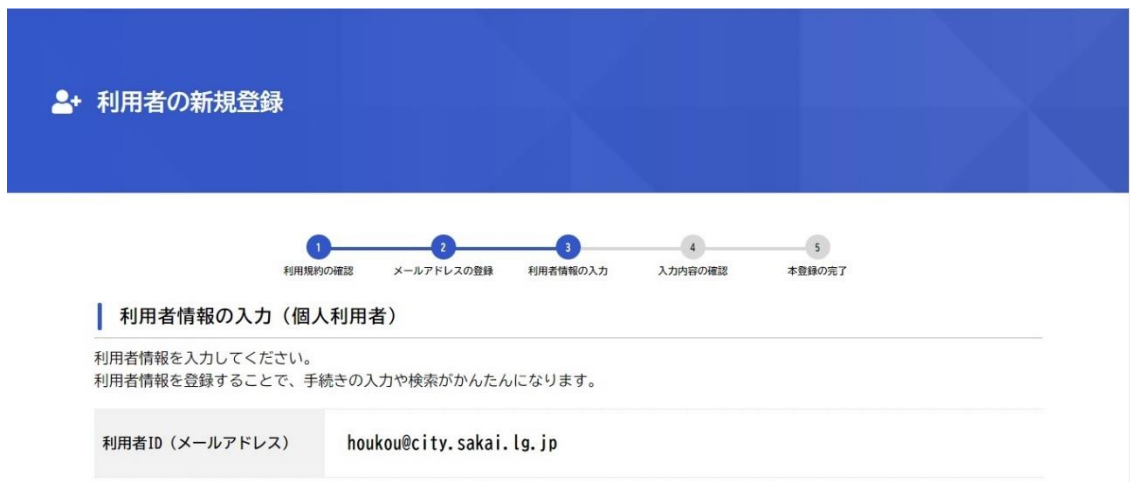 利用者の新規登録
1 2 3 4 5
利用規約の確認 メールアドレスの登録 利用者情報の入力 入力内容の確認 本登録の完了
利用者情報の入力（個人利用者）
利用者情報を入力してください。
利用者情報を登録することで、手続きの入力や検索がかんたんになります。
利用者ID（メールアドレス） houkou@city.sakai.lg.jp